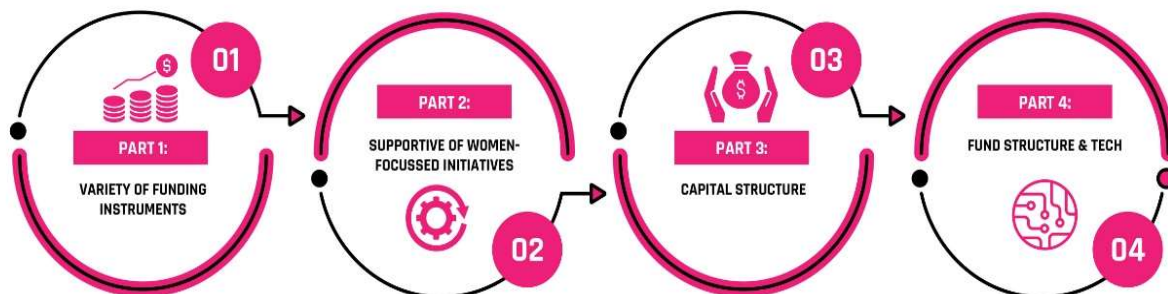 01
PART 1:
VARIETY OF FUNDING
INSTRUMENTS
PART 2:
SUPPORTIVE OF WOMEN-
FOCUSSED INITIATIVES
02
$
03
PART 3:
CAPITAL STRUCTURE
PART 4:
FUND STRUCTURE & TECH
04
$